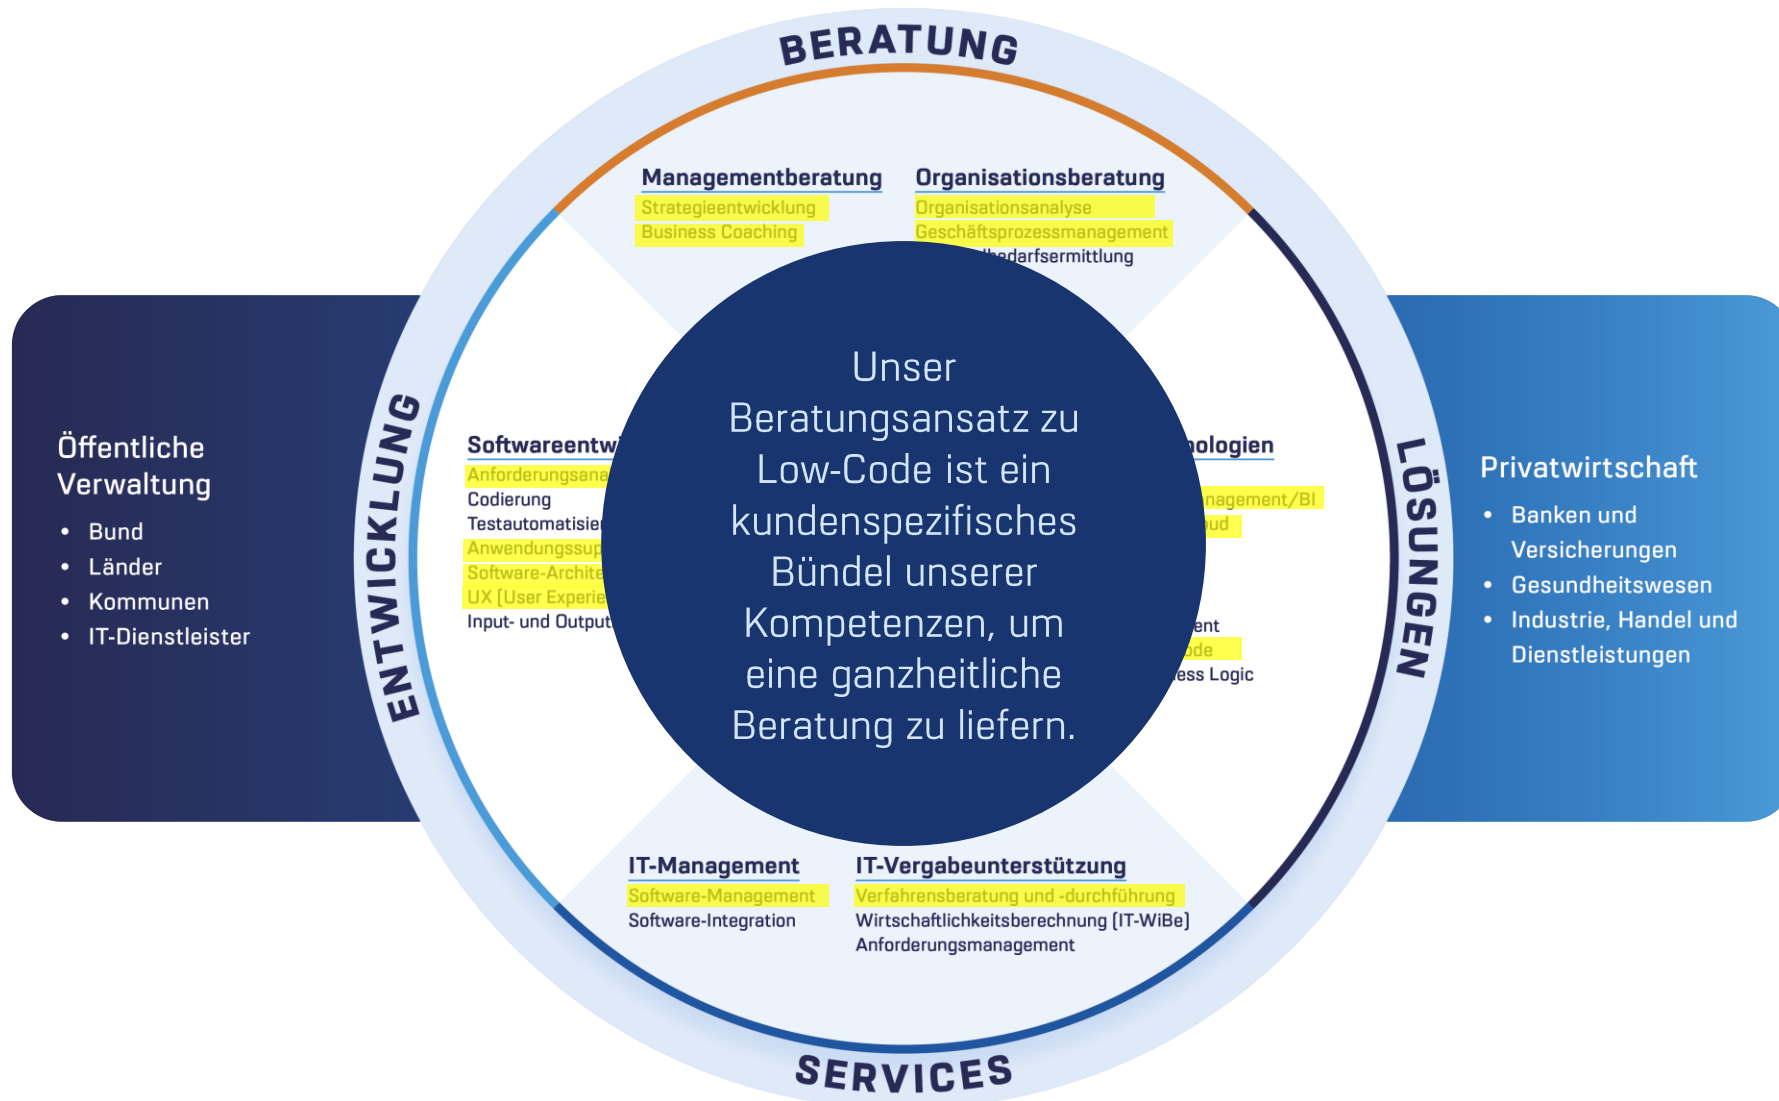 BERATUNG
Managementberatung
Strategieentwicklung
Business Coaching
Organisationsberatung
Organisationsanalyse
Geschäftsprozessmanagement
bedarfsermittlung
Öffentliche
Verwaltung
• Bund
• Länder
• Kommunen
• IT-Dienstleister
ENTWICKLUNG
Softwareentwi
Anforderungsana
Codierung
Testautomatisier
Anwendungssup
Software-Archite
UX (User Experie
Input- und Output
Unser
Beratungsansatz zu
Low-Code ist ein
kundenspezifisches
Bündel unserer
Kompetenzen, um
eine ganzheitliche
Beratung zu liefern.
nologien
nagement/BI
oud
ent
ode
ess Logic
LÖSUNGEN
Privatwirtschaft
• Banken und
Versicherungen
• Gesundheitswesen
• Industrie, Handel und
Dienstleistungen
IT-Management
Software-Management
Software-Integration
IT-Vergabeunterstützung
Verfahrensberatung und -durchführung
Wirtschaftlichkeitsberechnung (IT-WiBe)
Anforderungsmanagement
SERVICES